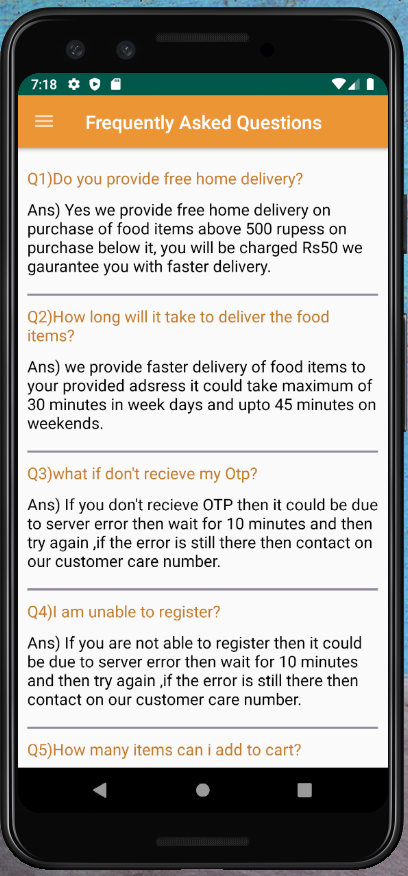 7:18
Frequently Asked Questions
Q1)Do you provide free home delivery?
Ans) Yes we provide free home delivery on
purchase of food items above 500 rupess on
purchase below it, you will be charged Rs50 we
gaurantee you with faster delivery.
Q2)How long will it take to deliver the food
items?
Ans) we provide faster delivery of food items to
your provided adsress it could take maximum of
30 minutes in week days and upto 45 minutes on
weekends.
Q3)what if don't recieve my Otp?
Ans) If you don't recieve OTP then it could be due
to server error then wait for 10 minutes and then
try again ,if the error is still there then contact on
our customer care number.
Q4)I am unable to register?
Ans) If you are not able to register then it could
be due to server error then wait for 10 minutes
and then try again ,if the error is still there then
contact on our customer care number.
Q5)How many items can i add to cart?